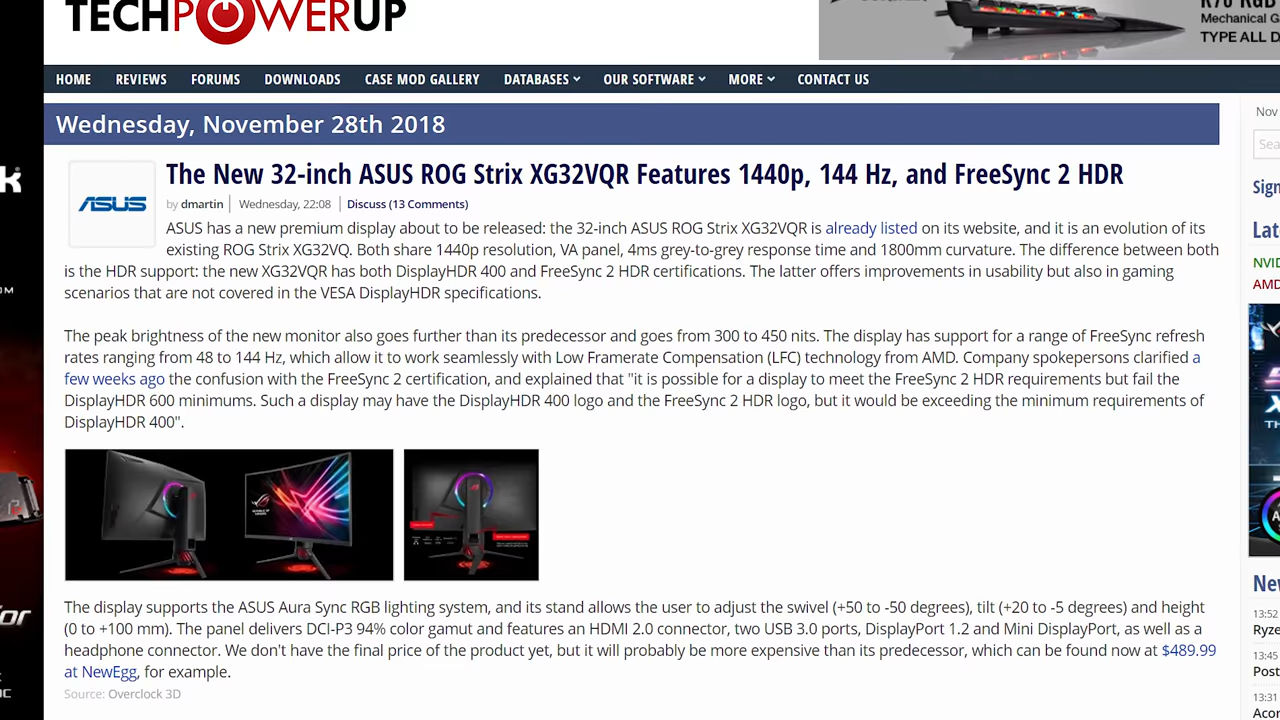 TECHPOWERUP
R70 RGB
Mechanical G
TYPE ALL D
HOME REVIEWS FORUMS DOWNLOADS CASE MOD GALLERY DATABASES OUR SOFTWARE MORE CONTACT US
Wednesday, November 28th 2018
Nov
Sea
ASUS
The New 32-inch ASUS ROG Strix XG32VQR Features 1440p, 144 Hz, and FreeSync 2 HDR
by dmartin Wednesday, 22:08 Discuss (13 Comments)
ASUS has a new premium display about to be released: the 32-inch ASUS ROG Strix XG32VQR is already listed on its website, and it is an evolution of its
existing ROG Strix XG32VQ. Both share 1440p resolution, VA panel, 4ms grey-to-grey response time and 1800mm curvature. The difference between both
is the HDR support: the new XG32VQR has both DisplayHDR 400 and FreeSync 2 HDR certifications. The latter offers improvements in usability but also in gaming
scenarios that are not covered in the VESA DisplayHDR specifications.
The peak brightness of the new monitor also goes further than its predecessor and goes from 300 to 450 nits. The display has support for a range of FreeSync refresh
rates ranging from 48 to 144 Hz, which allow it to work seamlessly with Low Framerate Compensation (LFC) technology from AMD. Company spokepersons clarified a
few weeks ago the confusion with the FreeSync 2 certification, and explained that "it is possible for a display to meet the FreeSync 2 HDR requirements but fail the
DisplayHDR 600 minimums. Such a display may have the DisplayHDR 400 logo and the FreeSync 2 HDR logo, but it would be exceeding the minimum requirements of
DisplayHDR 400".
The display supports the ASUS Aura Sync RGB lighting system, and its stand allows the user to adjust the swivel (+50 to -50 degrees), tilt (+20 to -5 degrees) and height
(0 to +100 mm). The panel delivers DCI-P3 94% color gamut and features an HDMI 2.0 connector, two USB 3.0 ports, DisplayPort 1.2 and Mini DisplayPort, as well as a
headphone connector. We don't have the final price of the product yet, but it will probably be more expensive than its predecessor, which can be found now at $489.99
at NewEgg, for example.
Source: Overclock 3D
Sign
Lat
NVID
AMD
Nev
13:52
Ryze
13:45
Post
13:31
Acor